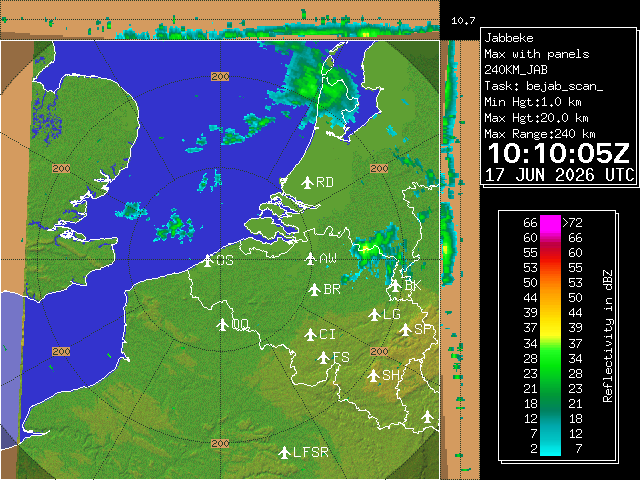 10.7
Jabbeke
Max with panels
240KM_JAB
Task: bejab_scan_
Min Hgt:1.0 km
Max Hgt:20.0 km
Max Range:240 km
10:10:05Z
17 JUN 2026 UTC
200
200
200
RD
OS
AW
BR
BK
OO
LG
CI
SP
200
FS
200
SH
200
LFSR
66 >72
60 66
55 60
53 55
50 53
44 50
39 44
37 39
34 37
28 34
23 28
21 23
18 21
12 18
7 12
2 7
Reflectivity in dBZ